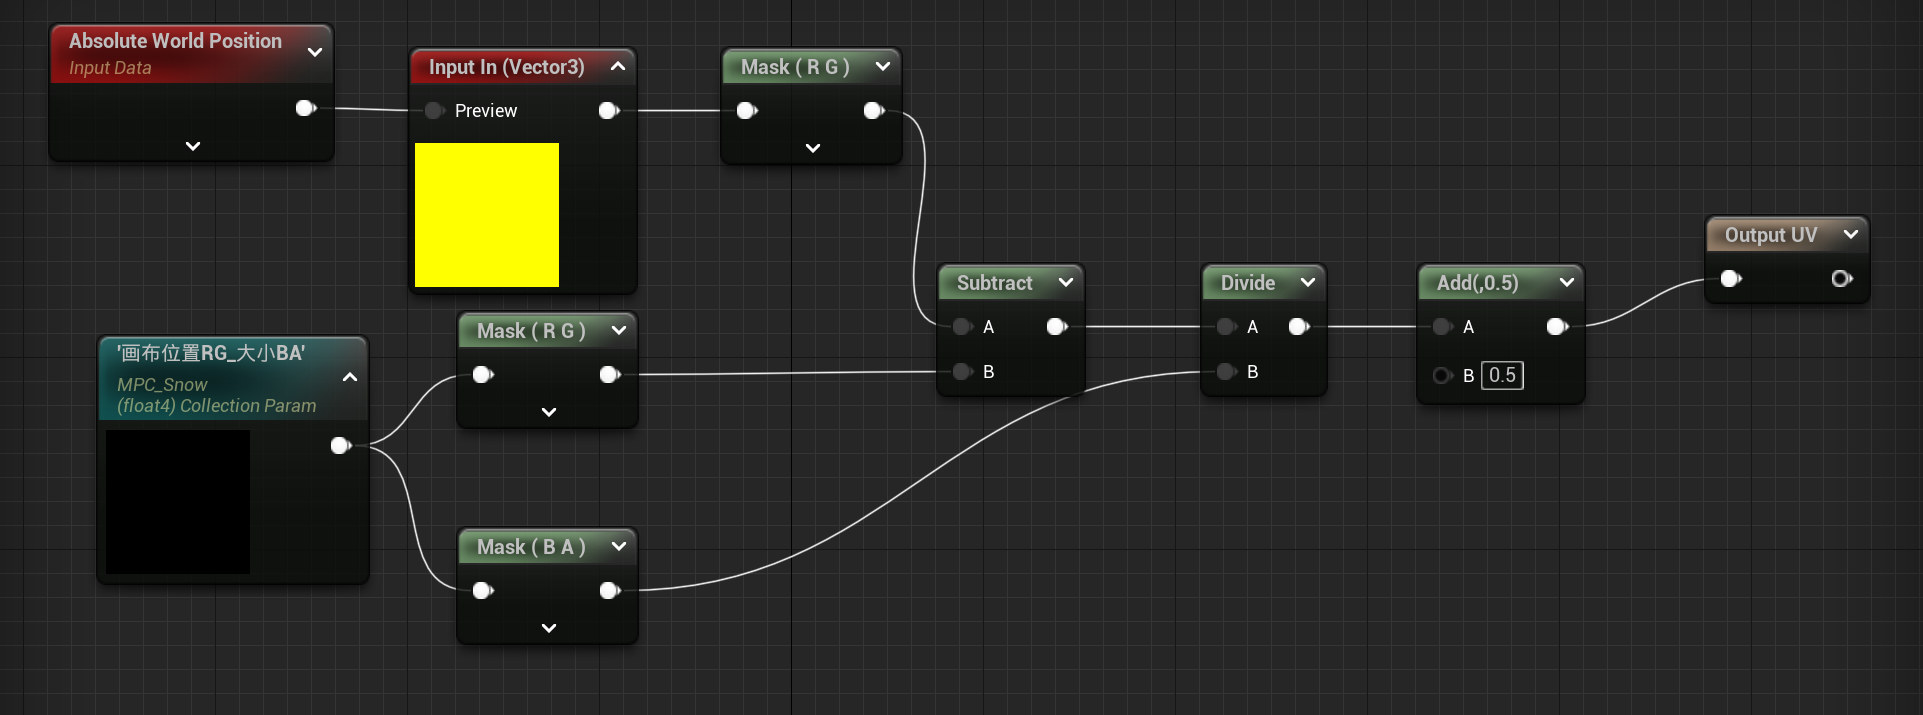 Absolute World Position
Input Data
Input In (Vector3)
Preview
Mask ( R G )
'画布位置RG_大小BA'
MPC_Snow
(float4) Collection Param
Mask ( R G )
Mask ( B A )
Subtract
A
B
Divide
A
B
Add(,0.5)
A
B 0.5
Output UV